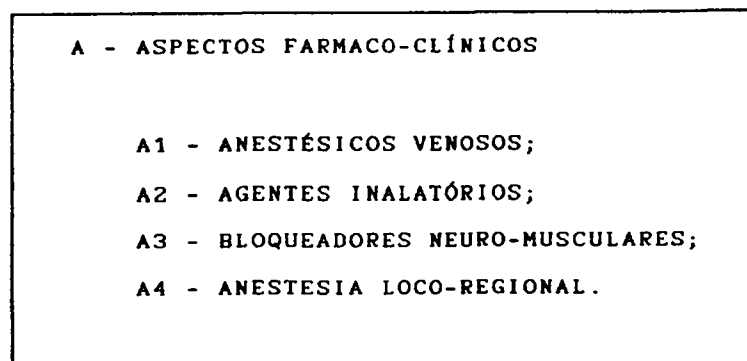 A - ASPECTOS FARMACO-CLÍNICOS
A1 - ANESTÉSICOS VENOSOS;
A2 - AGENTES INALATÓRIOS;
A3 - BLOQUEADORES NEURO-MUSCULARES;
A4 - ANESTESIA LOCO-REGIONAL.